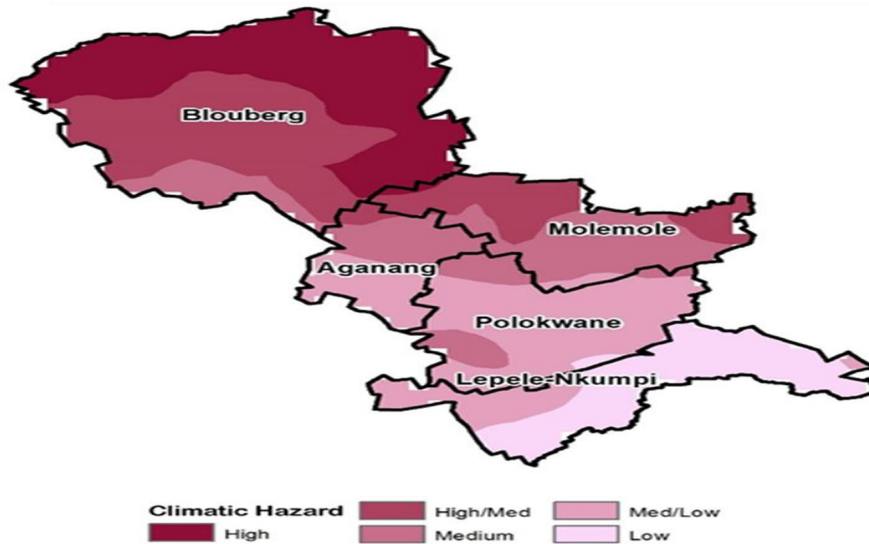 Blouberg
Molemole
Aganang
Polokwane
Lepele-Nkumpi
Climatic Hazard
High
High/Med
Medium
Med/Low
Low